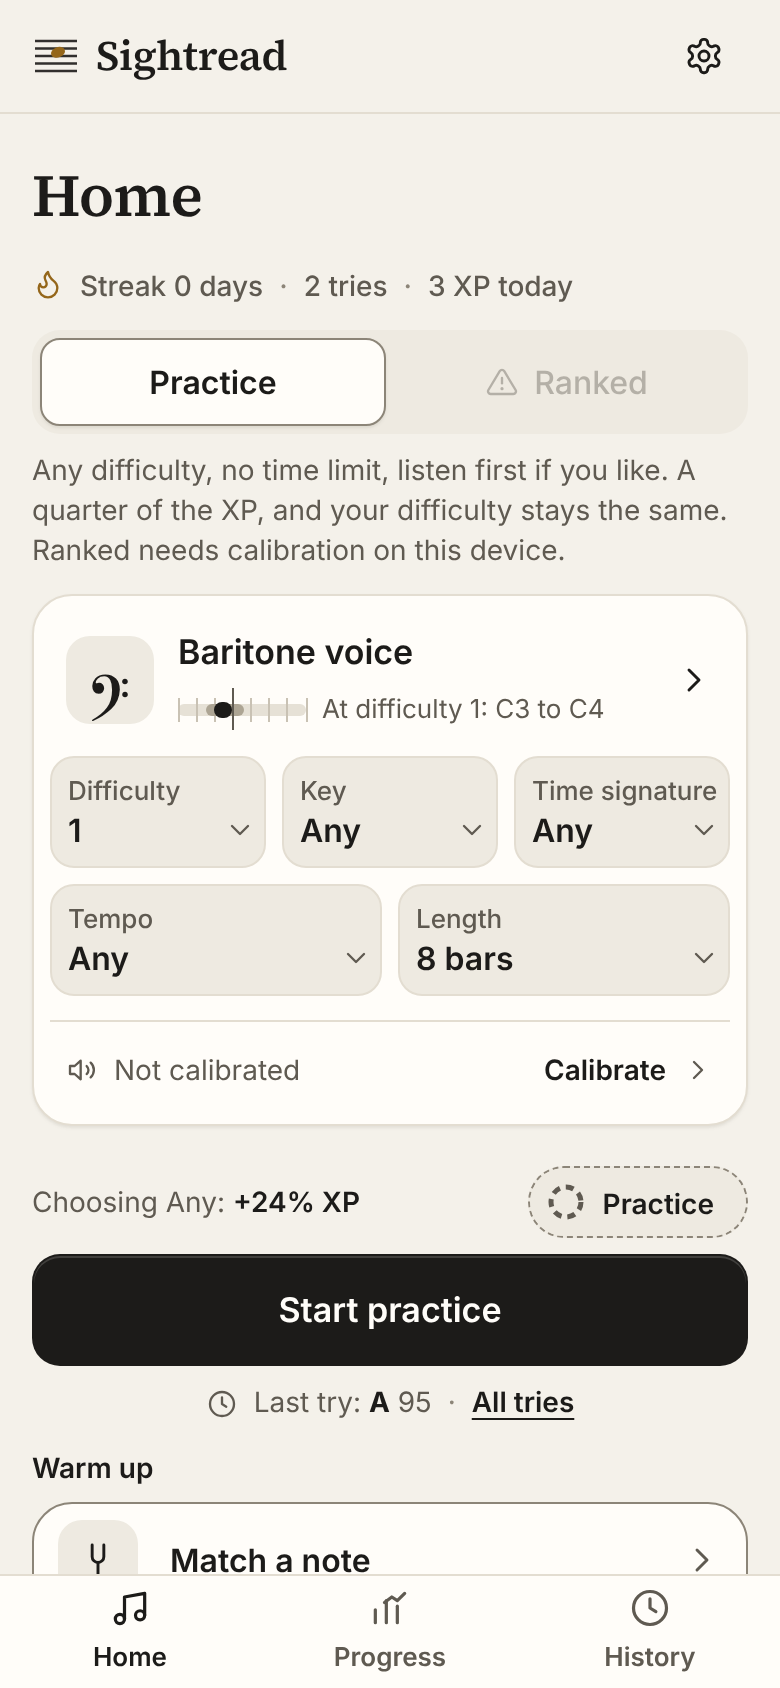 Sightread
Home
Streak 0 days · 2 tries · 3 XP today
Practice
Ranked
Any difficulty, no time limit, listen first if you like. A
quarter of the XP, and your difficulty stays the same.
Ranked needs calibration on this device.
Baritone voice
At difficulty 1: C3 to C4
Difficulty
1
Key
Any
Time signature
Any
Tempo
Any
Length
8 bars
Not calibrated
Calibrate
Choosing Any: +24% XP
Practice
Start practice
Last try: A 95 · All tries
Warm up
Match a note
Home
Progress
History